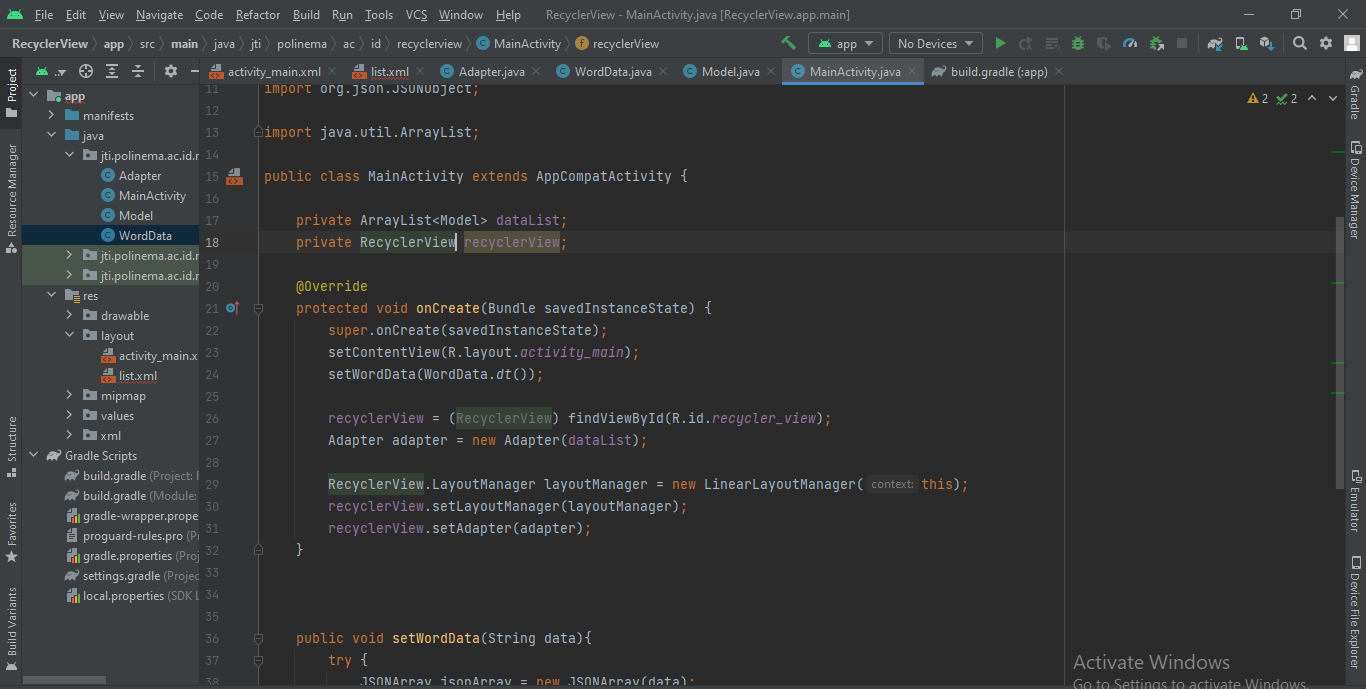 File Edit View Navigate Code Refactor Build Run Tools VCS Window Help RecyclerView - MainActivity.java [RecyclerView.app.main]
RecyclerView app src main java jti polinema ac id recyclerview MainActivity recyclerView app No Devices
activity_main.xml list.xml Adapter.java WordData.java Model.java MainActivity.java build.gradle (:app)
Project
Resource Manager
Structure
Favorites
Build Variants
app
manifests
java
jti.polinema.ac.id.r
Adapter
MainActivity
Model
WordData
jti.polinema.ac.id.r
jti.polinema.ac.id.r
res
drawable
layout
activity_main.x
list.xml
mipmap
values
xml
Gradle Scripts
build.gradle (Project: R
build.gradle (Module:
gradle-wrapper.prope
proguard-rules.pro (P
gradle.properties (Proj
settings.gradle (Projec
local.properties (SDK L
2 2
11 import org.json.JSONObject;
12
13 import java.util.ArrayList;
14
15 public class MainActivity extends AppCompatActivity {
16
17 private ArrayList<Model> dataList;
18 private RecyclerView recyclerView;
19
20 @Override
21 protected void onCreate(Bundle savedInstanceState) {
22 super.onCreate(savedInstanceState);
23 setContentView(R.layout.activity_main);
24 setWordData(WordData.dt());
25
26 recyclerView = (RecyclerView) findViewById(R.id.recycler_view);
27 Adapter adapter = new Adapter(dataList);
28
29 RecyclerView.LayoutManager layoutManager = new LinearLayoutManager( context: this);
30 recyclerView.setLayoutManager(layoutManager);
31 recyclerView.setAdapter(adapter);
32 }
33
34
35
36 public void setWordData(String data){
37 try {
38 JSONArray jsonArray = new JSONArray(data);
Gradle
Device Manager
Emulator
Device File Explorer
Activate Windows
Go to Settings to activate Windows.